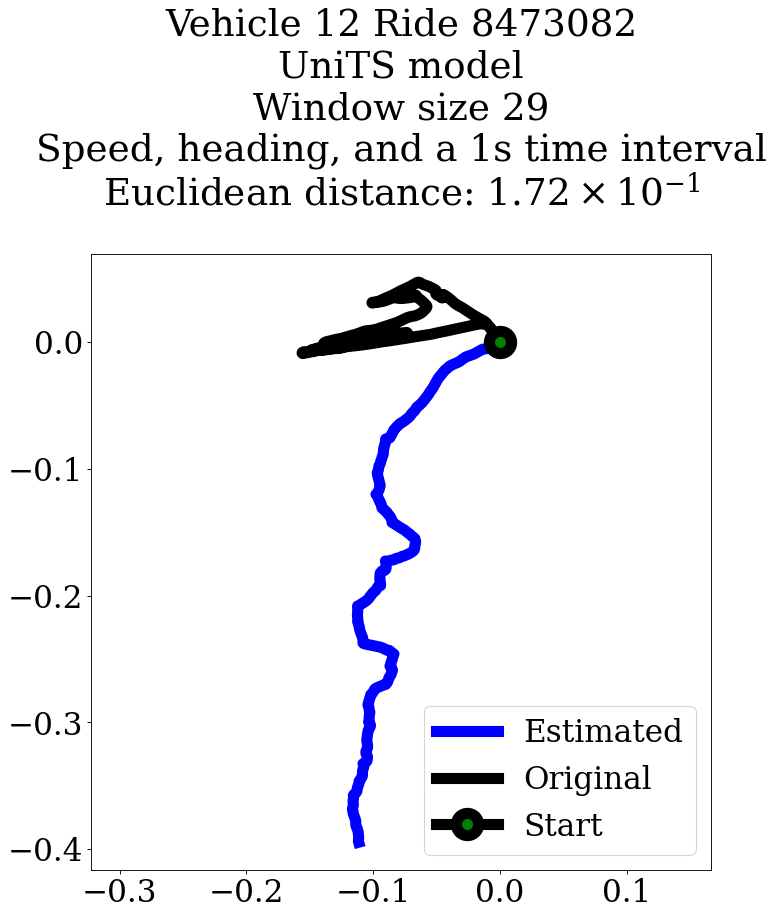 Vehicle 12 Ride 8473082
UniTS model
Window size 29
Speed, heading, and a 1s time interval
Euclidean distance: 1.72 × 10⁻¹
0.0
−0.1
−0.2
−0.3
−0.4
Estimated
Original
Start
−0.3 −0.2 −0.1 0.0 0.1